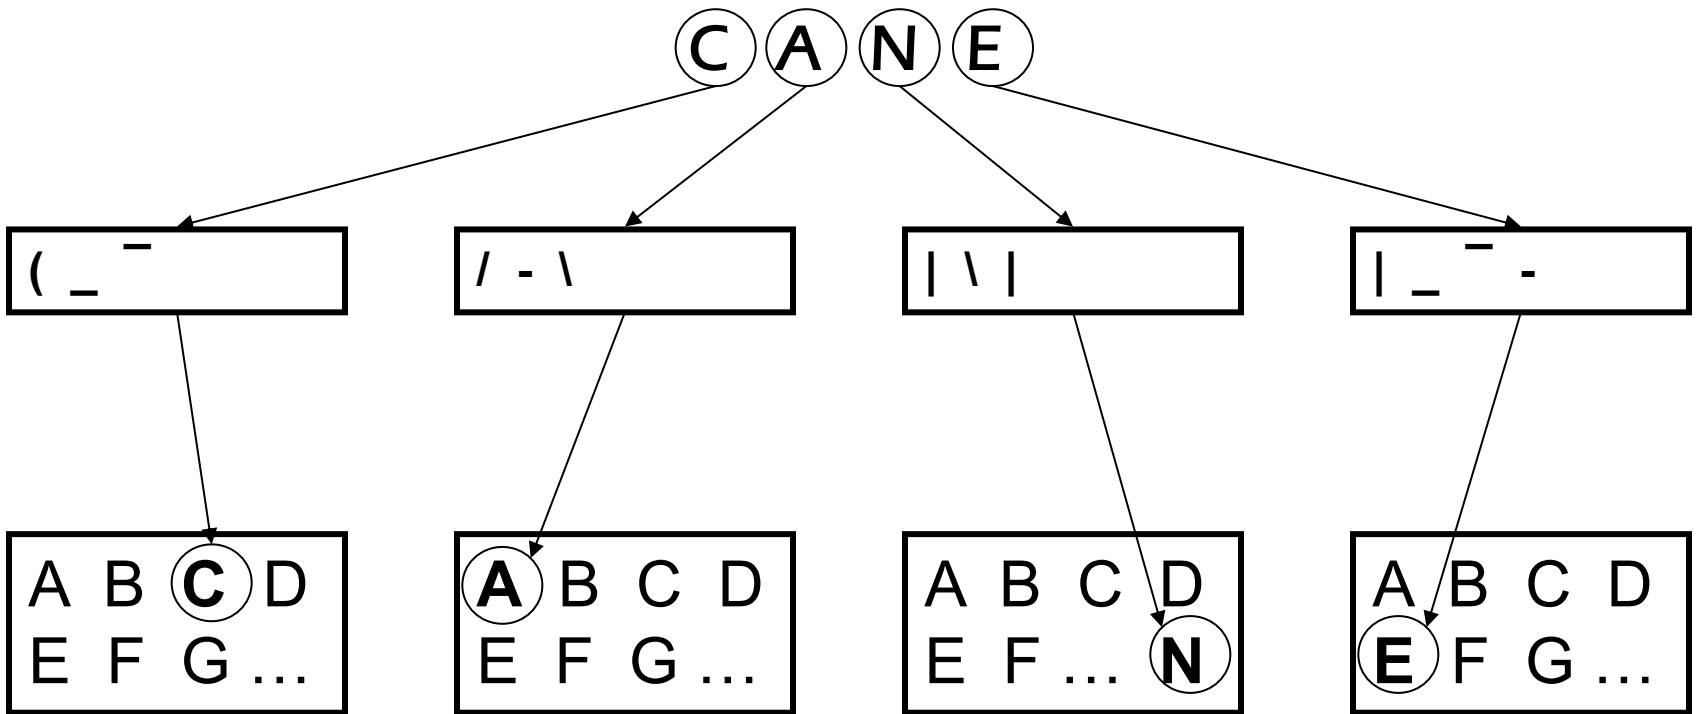 C A N E
( _ ‾
/ - \
| \ |
| _ ‾ -
A B C D
E F G ...
A B C D
E F G ...
A B C D
E F ... N
A B C D
E F G ...